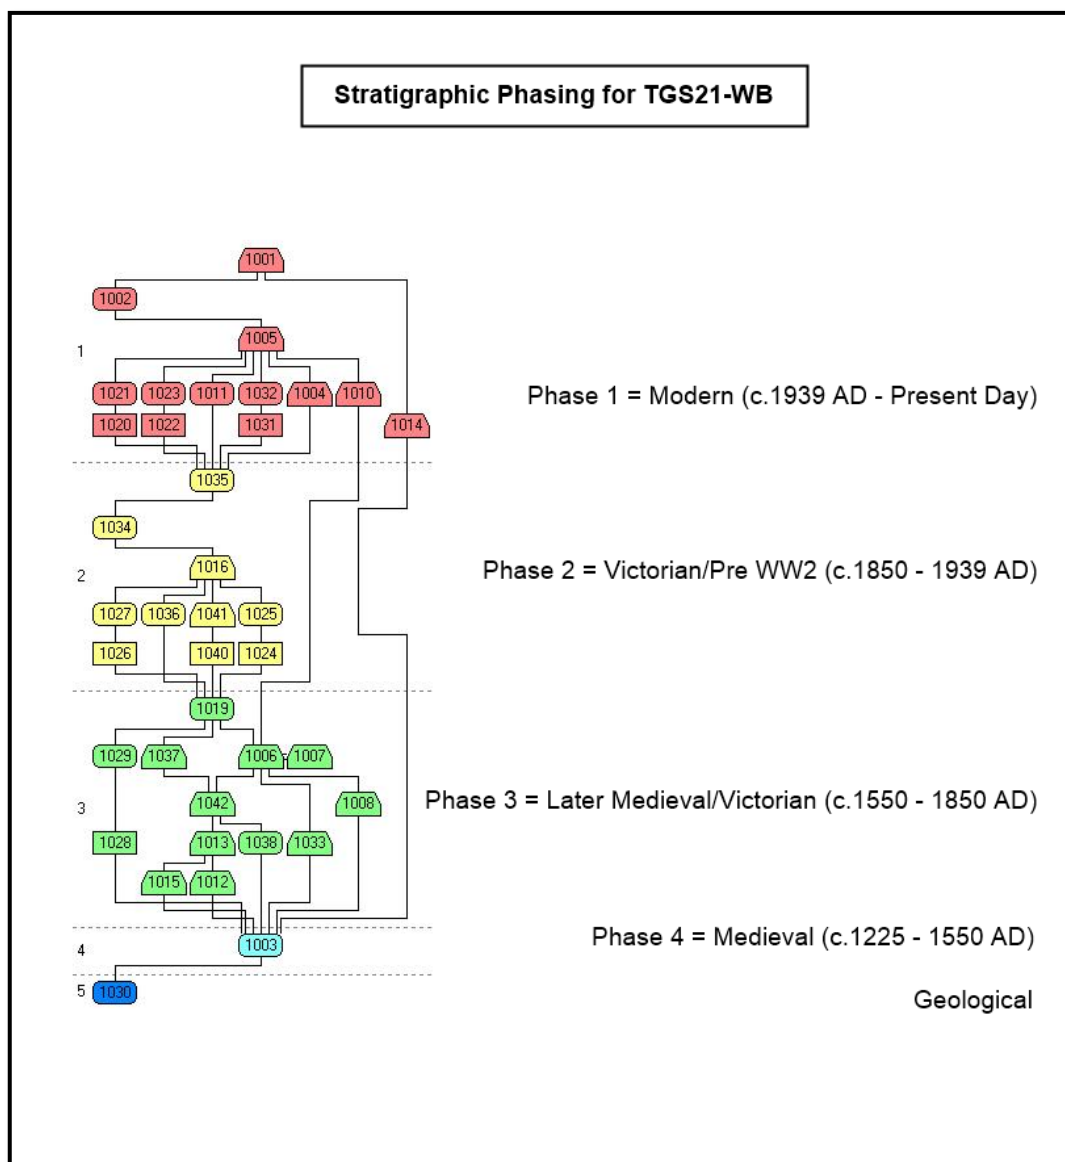 Stratigraphic Phasing for TGS21-WB
1001
1002
1005
1
1021 1023 1011 1032 1004 1010
Phase 1 = Modern (c.1939 AD - Present Day)
1020 1022 1031 1014
1035
1034
1016
2
Phase 2 = Victorian/Pre WW2 (c.1850 - 1939 AD)
1027 1036 1041 1025
1026 1040 1024
1019
1029 1037 1006 1007
1042 1008
3
Phase 3 = Later Medieval/Victorian (c.1550 - 1850 AD)
1028 1013 1038 1033
1015 1012
Phase 4 = Medieval (c.1225 - 1550 AD)
4
1003
5 1030
Geological